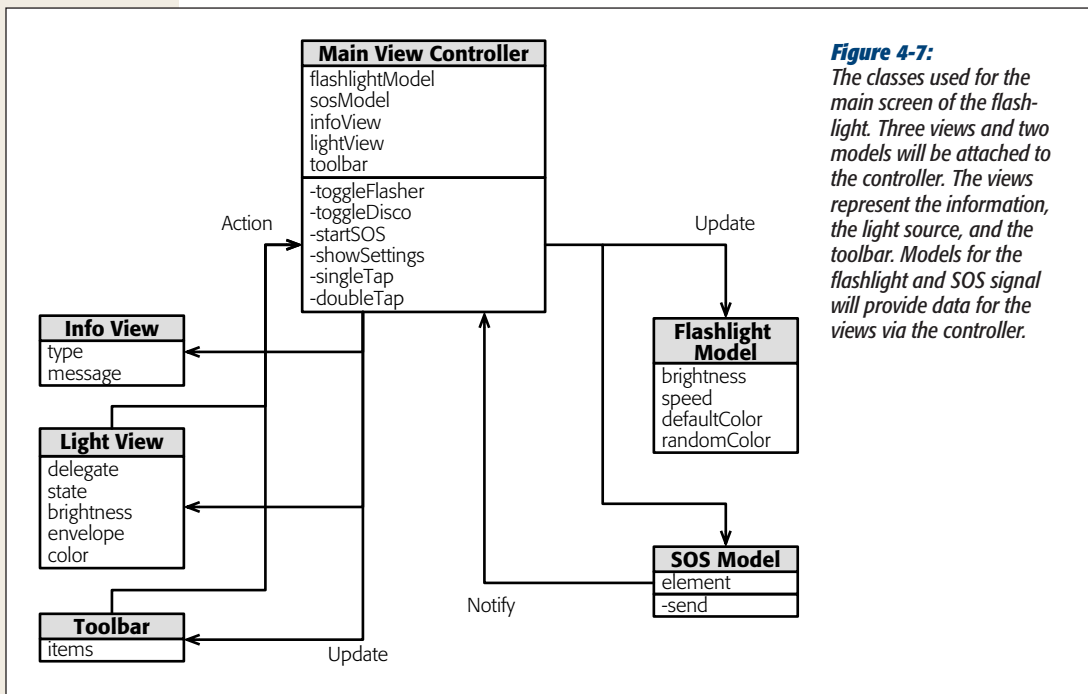 Main View Controller
flashlightModel
sosModel
infoView
lightView
toolbar
-toggleFlasher
-toggleDisco
-startSOS
-showSettings
-singleTap
-doubleTap
Action
Update
Info View
type
message
Light View
delegate
state
brightness
envelope
color
Toolbar
items
Update
Notify
Flashlight
Model
brightness
speed
defaultColor
randomColor
SOS Model
element
-send
Figure 4-7:
The classes used for the
main screen of the flash-
light. Three views and two
models will be attached to
the controller. The views
represent the information,
the light source, and the
toolbar. Models for the
flashlight and SOS signal
will provide data for the
views via the controller.